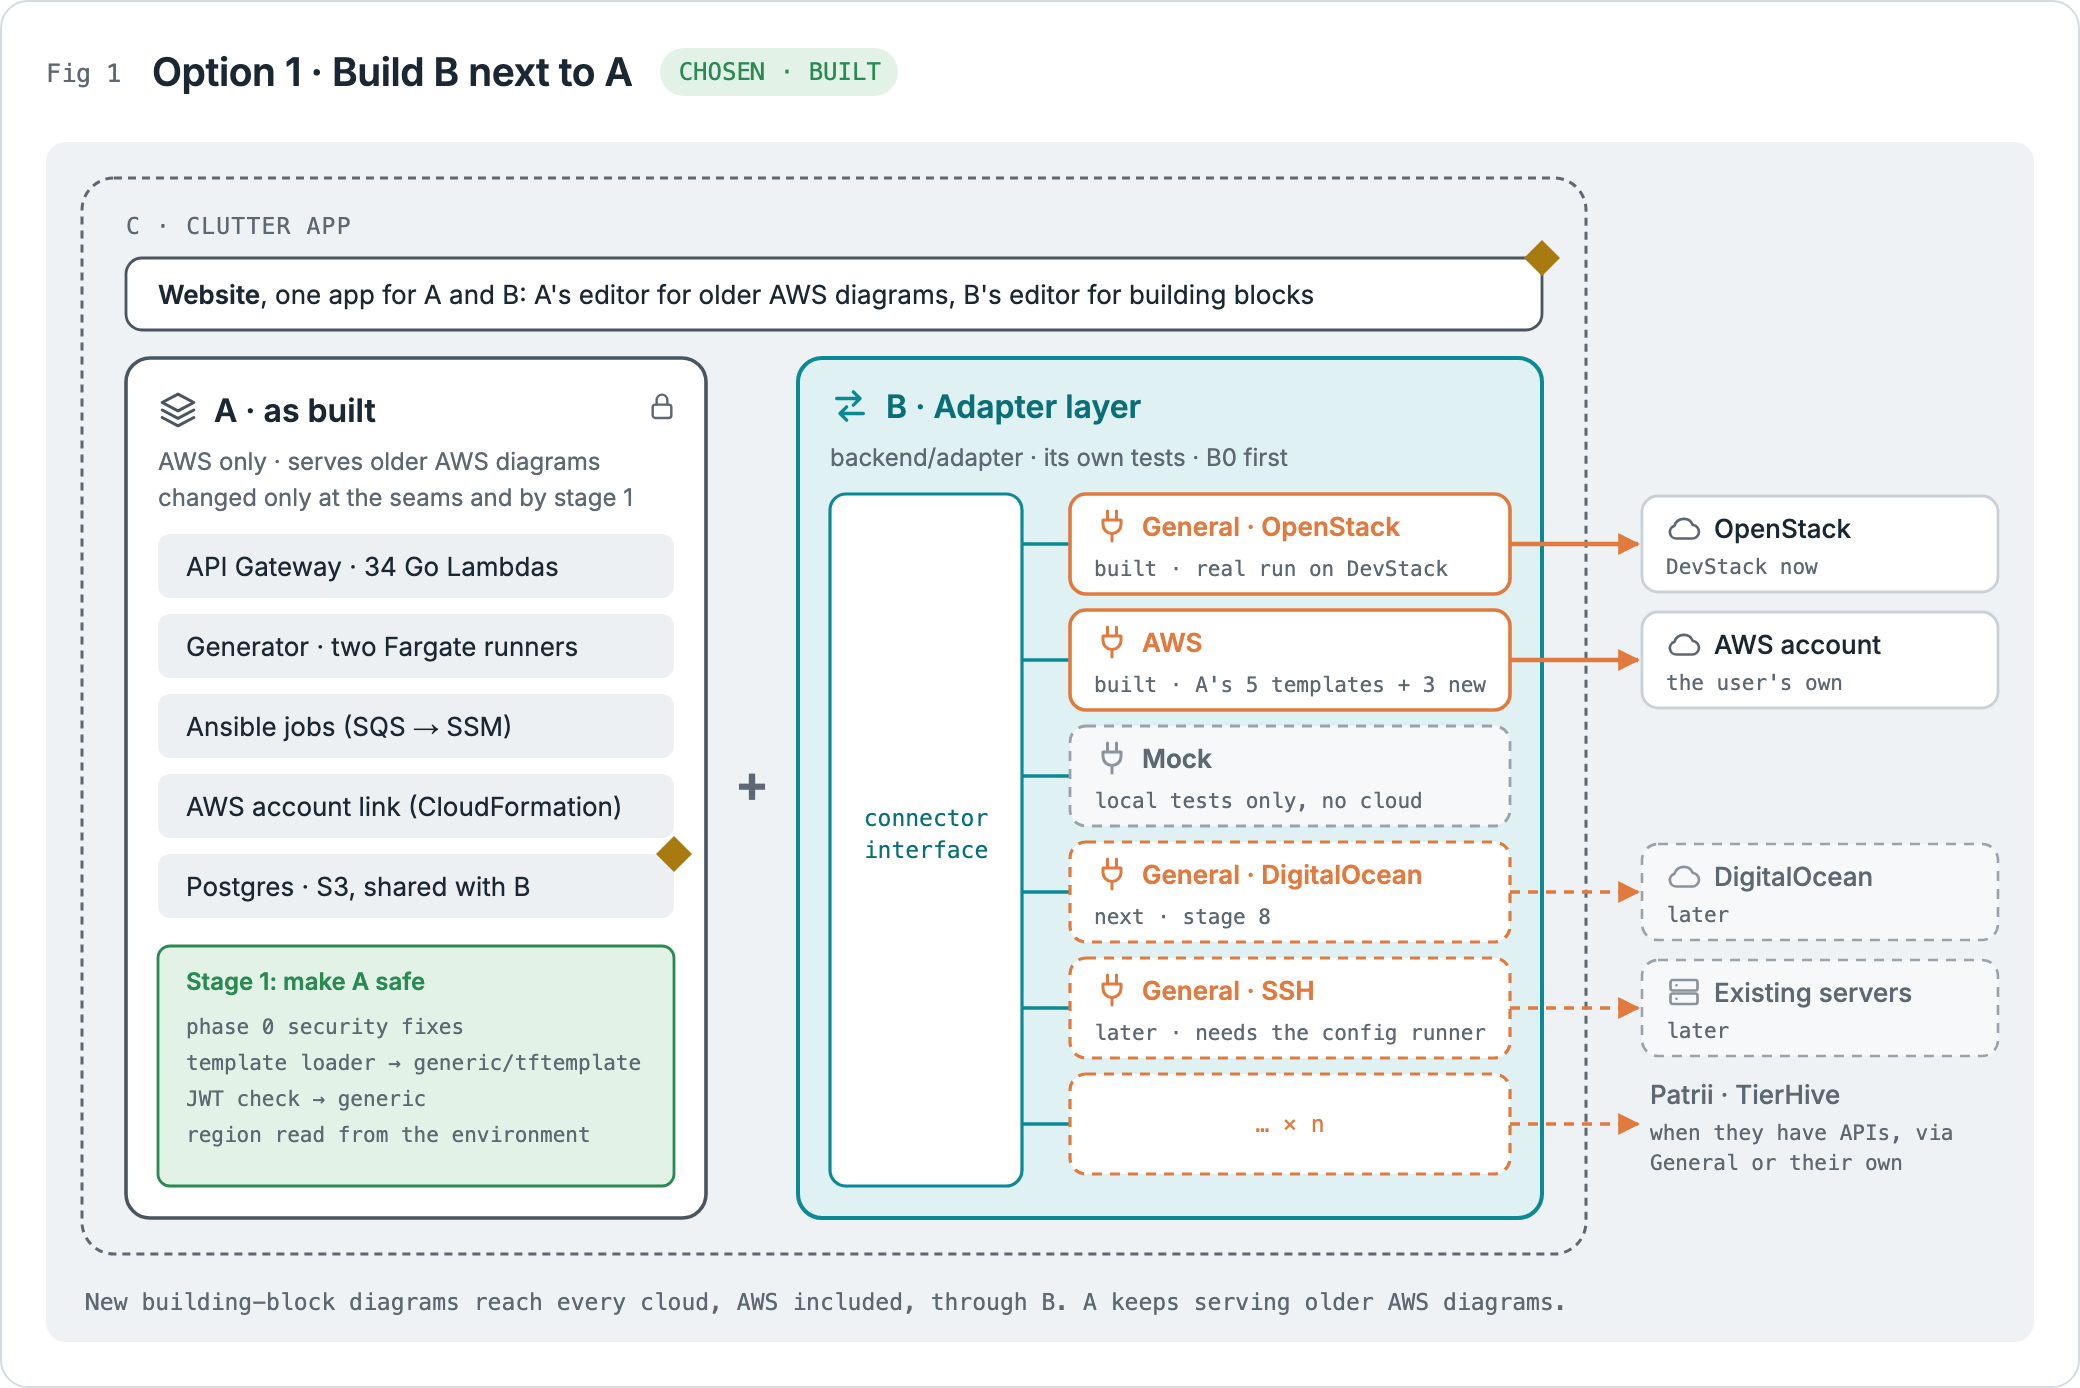 Fig 1 Option 1 · Build B next to A CHOSEN · BUILT
C · CLUTTER APP
Website, one app for A and B: A's editor for older AWS diagrams, B's editor for building blocks
A · as built
AWS only · serves older AWS diagrams
changed only at the seams and by stage 1
API Gateway · 34 Go Lambdas
Generator · two Fargate runners
Ansible jobs (SQS → SSM)
AWS account link (CloudFormation)
Postgres · S3, shared with B
Stage 1: make A safe
phase 0 security fixes
template loader → generic/tftemplate
JWT check → generic
region read from the environment
+
B · Adapter layer
backend/adapter · its own tests · B0 first
connector
interface
General · OpenStack
built · real run on DevStack
AWS
built · A's 5 templates + 3 new
Mock
local tests only, no cloud
General · DigitalOcean
next · stage 8
General · SSH
later · needs the config runner
… × n
OpenStack
DevStack now
AWS account
the user's own
DigitalOcean
later
Existing servers
later
Patrii · TierHive
when they have APIs, via
General or their own
New building–block diagrams reach every cloud, AWS included, through B. A keeps serving older AWS diagrams.